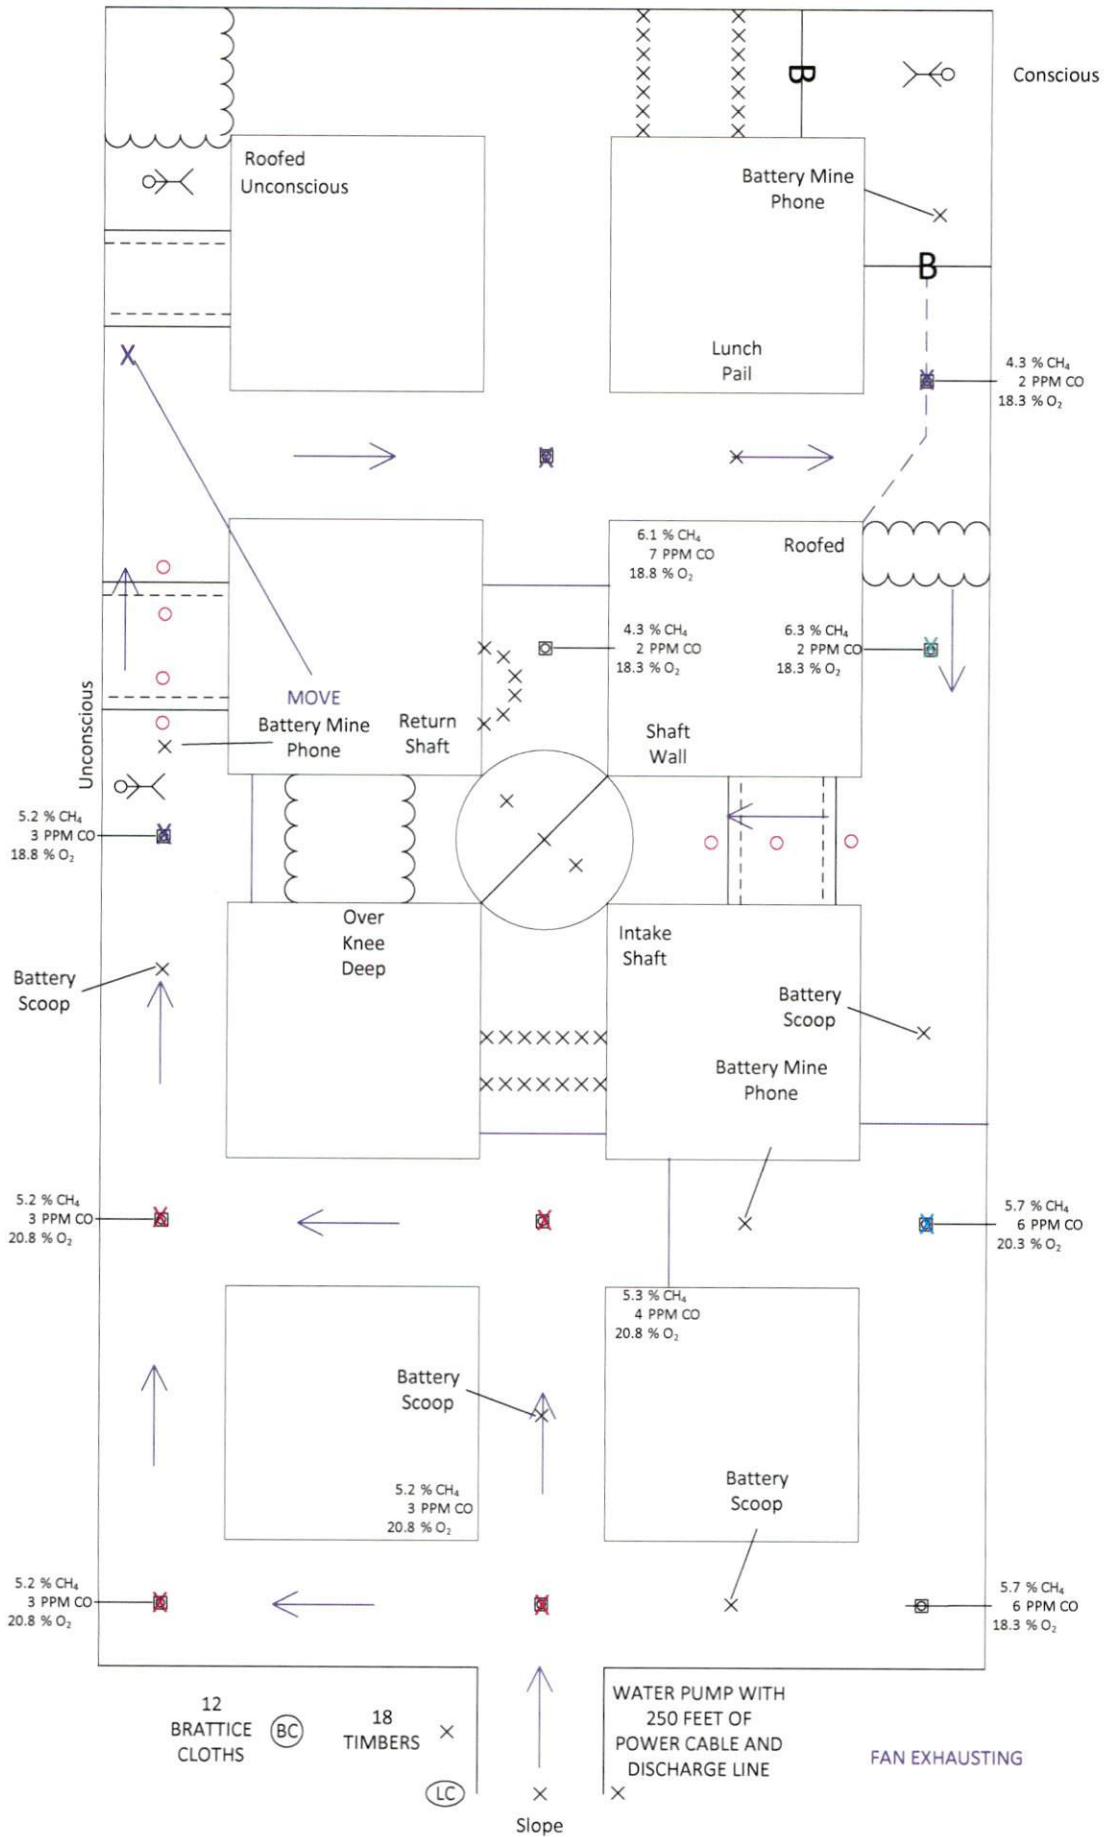 B
Conscious
Roofed
Unconscious
Battery Mine
Phone
B
Lunch
Pail
4.3 % CH₄
2 PPM CO
18.3 % O₂
X
6.1 % CH₄
7 PPM CO
18.8 % O₂
Roofed
4.3 % CH₄
2 PPM CO
18.3 % O₂
6.3 % CH₄
2 PPM CO
18.3 % O₂
Unconscious
MOVE
Battery Mine
Phone
Return
Shaft
Shaft
Wall
5.2 % CH₄
3 PPM CO
18.8 % O₂
Over
Knee
Deep
Intake
Shaft
Battery
Scoop
Battery
Scoop
Battery Mine
Phone
5.2 % CH₄
3 PPM CO
20.8 % O₂
5.7 % CH₄
6 PPM CO
20.3 % O₂
5.3 % CH₄
4 PPM CO
20.8 % O₂
Battery
Scoop
5.2 % CH₄
3 PPM CO
20.8 % O₂
Battery
Scoop
5.2 % CH₄
3 PPM CO
20.8 % O₂
5.7 % CH₄
6 PPM CO
18.3 % O₂
12
BRATTICE
CLOTHS
BC
18
TIMBERS
LC
Slope
WATER PUMP WITH
250 FEET OF
POWER CABLE AND
DISCHARGE LINE
FAN EXHAUSTING